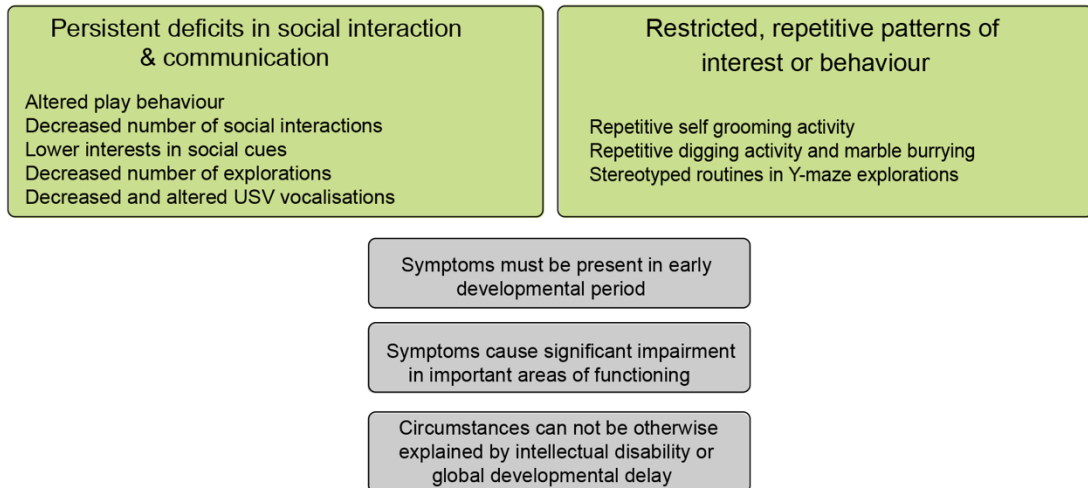 Persistent deficits in social interaction
& communication
Altered play behaviour
Decreased number of social interactions
Lower interests in social cues
Decreased number of explorations
Decreased and altered USV vocalisations
Restricted, repetitive patterns of
interest or behaviour
Repetitive self grooming activity
Repetitive digging activity and marble burrying
Stereotyped routines in Y-maze explorations
Symptoms must be present in early
developmental period
Symptoms cause significant impairment
in important areas of functioning
Circumstances can not be otherwise
explained by intellectual disability or
global developmental delay